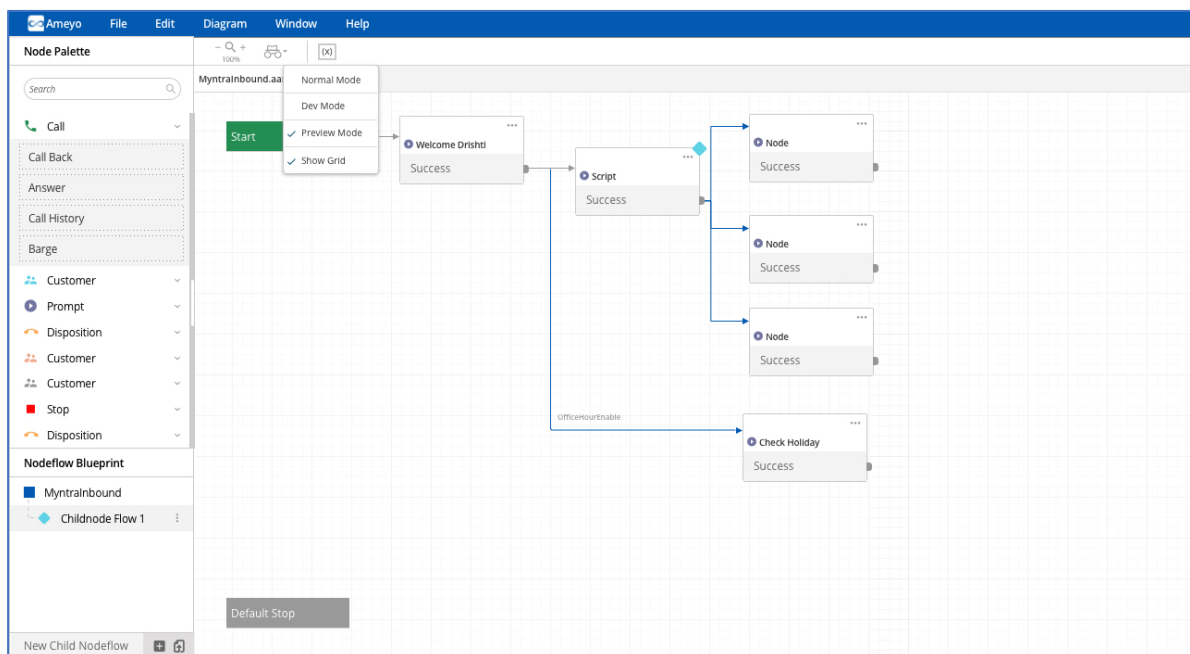 Ameyo File Edit Diagram Window Help
Node Palette
100%
(x)
Search
Call
Call Back
Answer
Call History
Barge
Customer
Prompt
Disposition
Customer
Customer
Stop
Disposition
Nodeflow Blueprint
MyntraInbound
Childnode Flow 1
New Child Nodeflow
MyntraInbound.aa
Normal Mode
Dev Mode
Preview Mode
Show Grid
Start
Welcome Drishti
Success
Script
Success
Node
Success
Node
Success
Node
Success
OfficeHourEnable
Check Holiday
Success
Default Stop